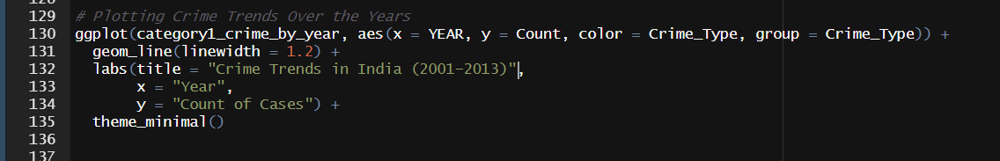 128
129 # Plotting Crime Trends Over the Years
130 ggplot(category1_crime_by_year, aes(x = YEAR, y = Count, color = Crime_Type, group = Crime_Type)) +
131   geom_line(linewidth = 1.2) +
132   labs(title = "Crime Trends in India (2001-2013)",
133        x = "Year",
134        y = "Count of Cases") +
135   theme_minimal()
136
137